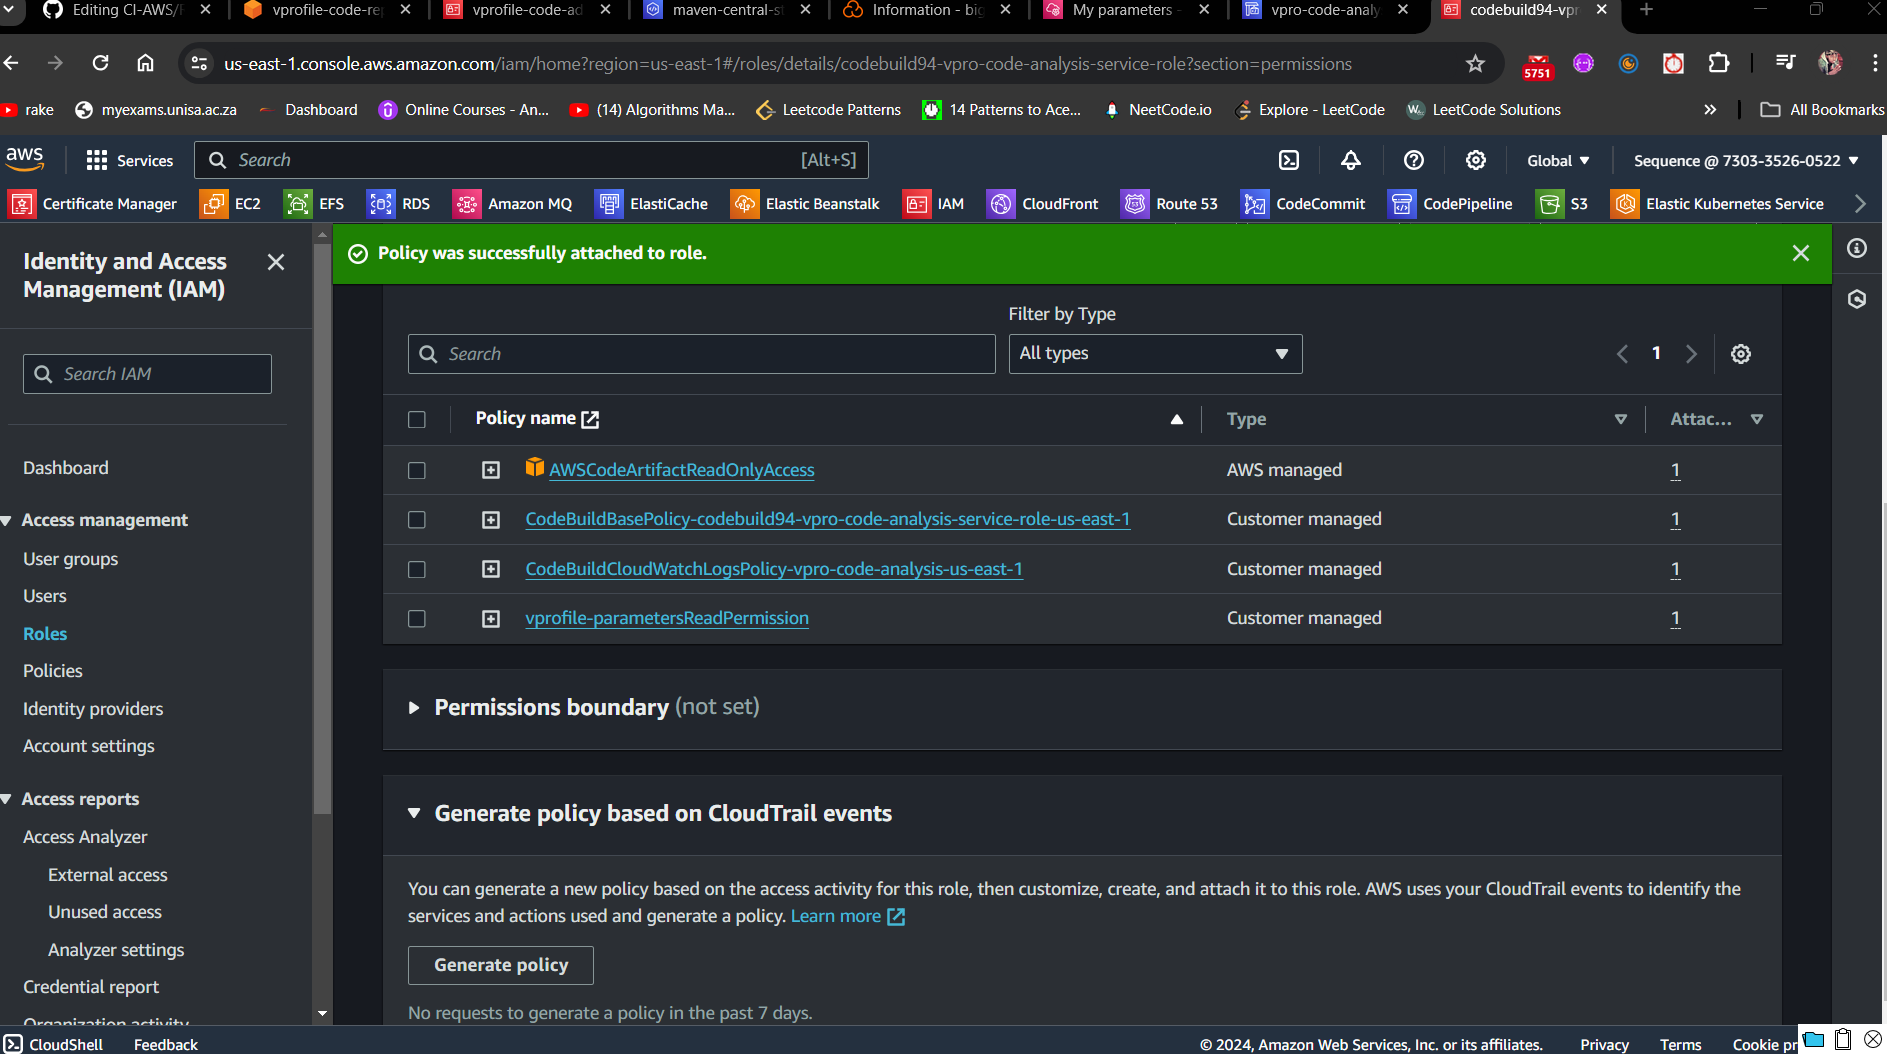 Editing CI-AWS/
vprofile-code-rep
vprofile-code-ad
maven-central-st
Information - big
My parameters -
vpro-code-analy
codebuild94-vpr
us-east-1.console.aws.amazon.com/iam/home?region=us-east-1#/roles/details/codebuild94-vpro-code-analysis-service-role?section=permissions
5751
rake
myexams.unisa.ac.za
Dashboard
Online Courses - An...
(14) Algorithms Ma...
Leetcode Patterns
14 Patterns to Ace...
NeetCode.io
Explore - LeetCode
LeetCode Solutions
All Bookmarks
aws
Services
Search
[Alt+S]
Global
Sequence @ 7303-3526-0522
Certificate Manager
EC2
EFS
RDS
Amazon MQ
ElastiCache
Elastic Beanstalk
IAM
CloudFront
Route 53
CodeCommit
CodePipeline
S3
Elastic Kubernetes Service
Identity and Access
Management (IAM)
Search IAM
Dashboard
Access management
User groups
Users
Roles
Policies
Identity providers
Account settings
Access reports
Access Analyzer
External access
Unused access
Analyzer settings
Credential report
Organization activity
Policy was successfully attached to role.
Filter by Type
Search
All types
1
Policy name
Type
Attac...
AWSCodeArtifactReadOnlyAccess
AWS managed
1
CodeBuildBasePolicy-codebuild94-vpro-code-analysis-service-role-us-east-1
Customer managed
1
CodeBuildCloudWatchLogsPolicy-vpro-code-analysis-us-east-1
Customer managed
1
vprofile-parametersReadPermission
Customer managed
1
Permissions boundary (not set)
Generate policy based on CloudTrail events
You can generate a new policy based on the access activity for this role, then customize, create, and attach it to this role. AWS uses your CloudTrail events to identify the
services and actions used and generate a policy. Learn more
Generate policy
No requests to generate a policy in the past 7 days.
CloudShell
Feedback
© 2024, Amazon Web Services, Inc. or its affiliates.
Privacy
Terms
Cookie pr